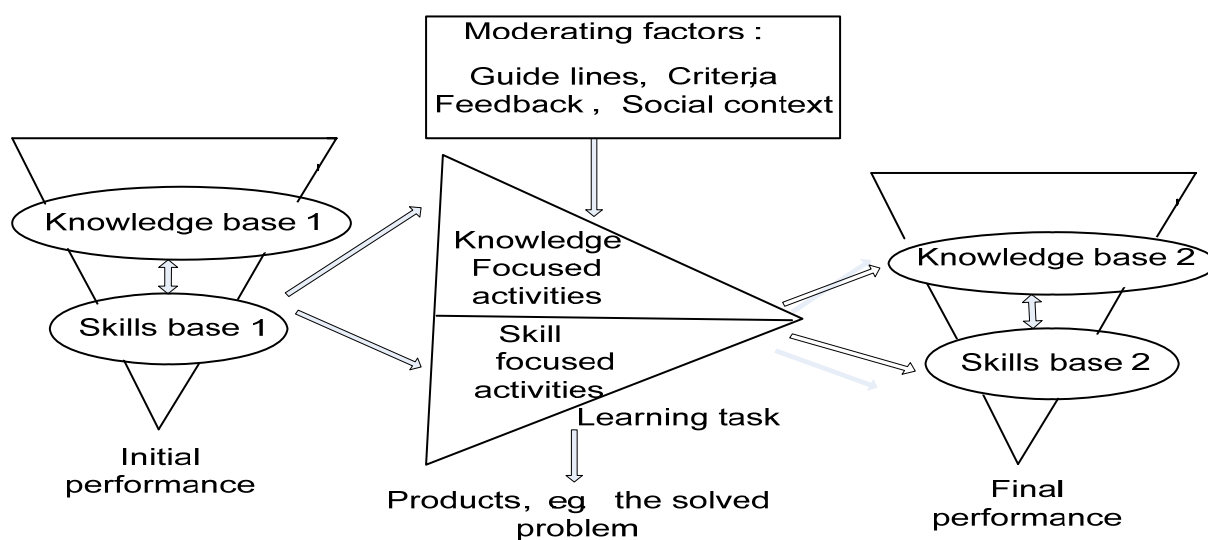 Moderating factors :
Guide lines, Criteria
Feedback , Social context
Knowledge base 1
Skills base 1
Initial
performance
Knowledge
Focused
activities
Skill
focused
activities
Learning task
Products, eg the solved
problem
Knowledge base 2
Skills base 2
Final
performance